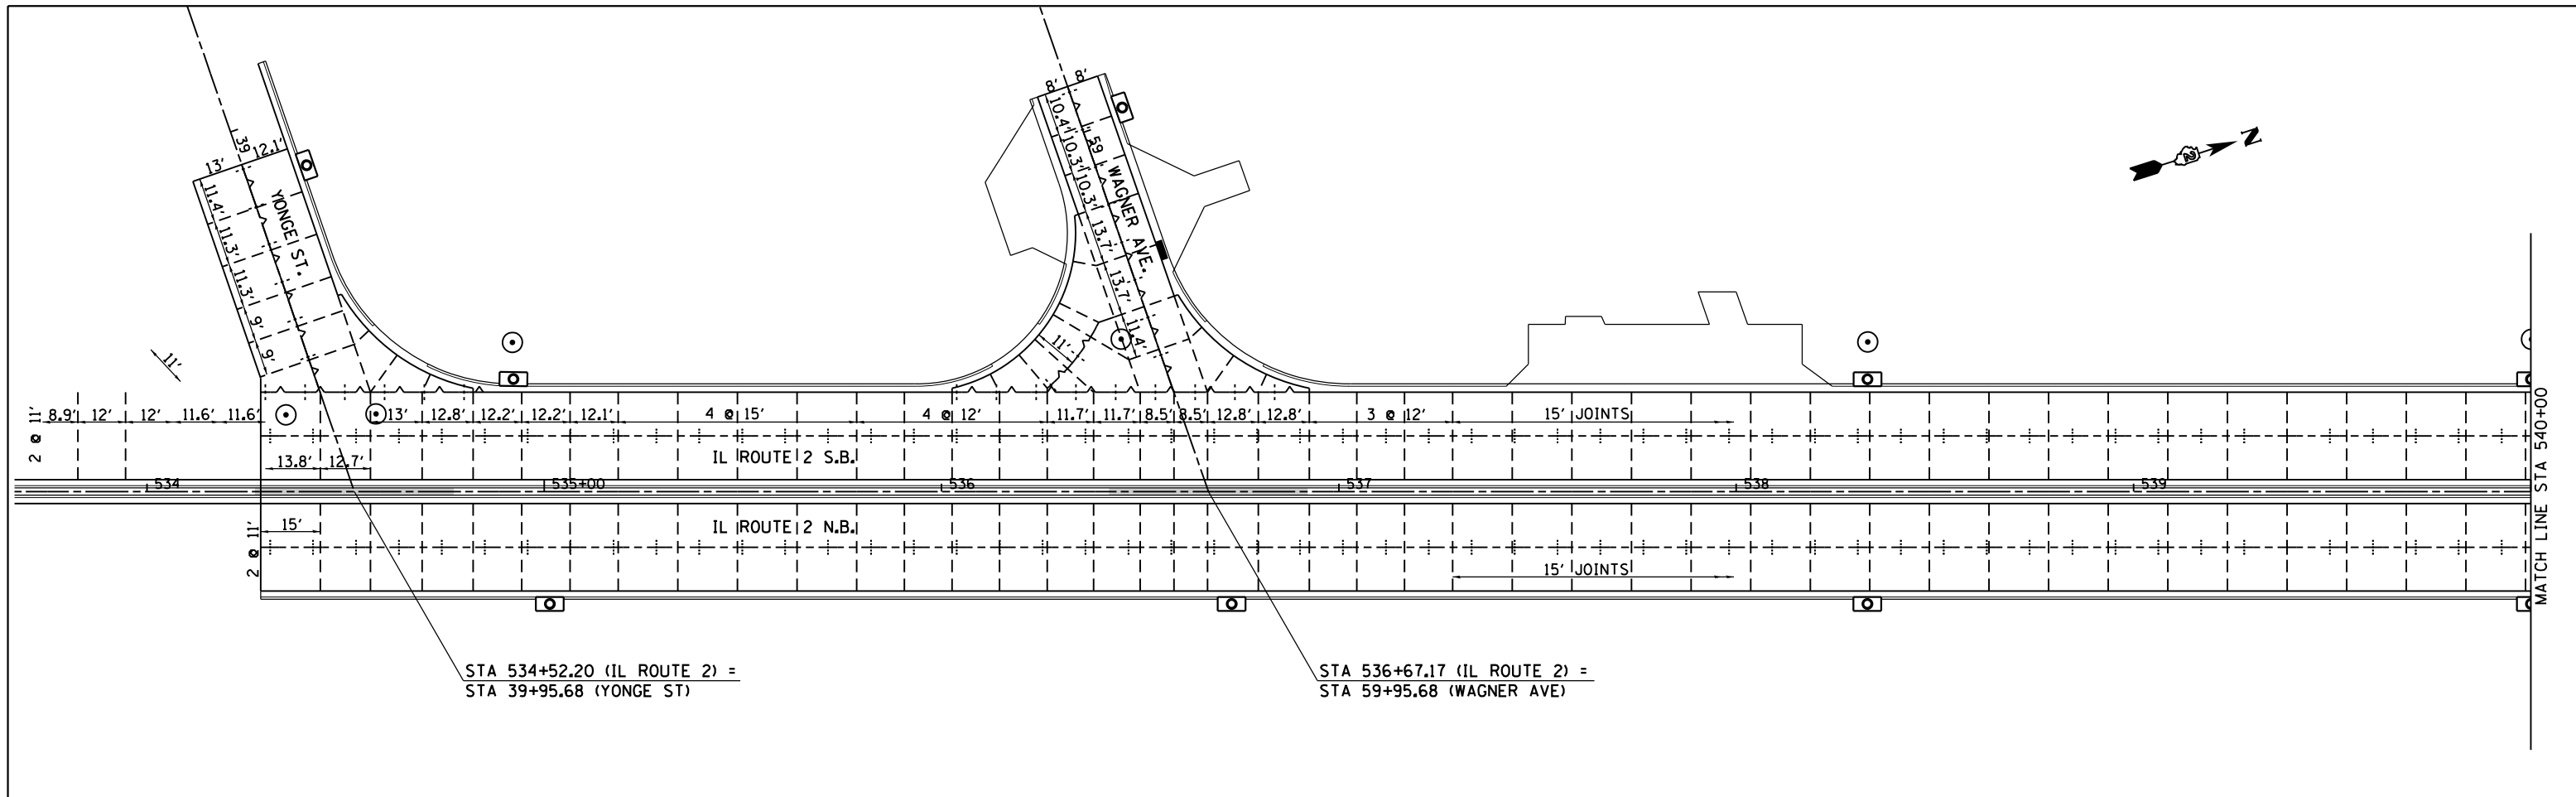 39
13'
12.1'
YONGE ST.
11.4'
11.3'
11.3'
9'
9'
11'
8'
8'
59
WAGNER AVE.
10.4'
10.3'
10.3'
13.7'
13.7'
11.4'
11'
N
2
2 @ 11'
8.9' 12' 12' 11.6' 11.6' 13' 12.8' 12.2' 12.2' 12.1' 4 @ 15' 4 @ 12' 11.7' 11.7' 8.5' 8.5' 12.8' 12.8' 3 @ 12' 15' JOINTS
13.8' 12.7'
IL ROUTE 2 S.B.
534 535+00 536 537 538 539
15'
IL ROUTE 2 N.B.
2 @ 11'
15' JOINTS
MATCH LINE STA 540+00
STA 534+52.20 (IL ROUTE 2) =
STA 39+95.68 (YONGE ST)
STA 536+67.17 (IL ROUTE 2) =
STA 59+95.68 (WAGNER AVE)